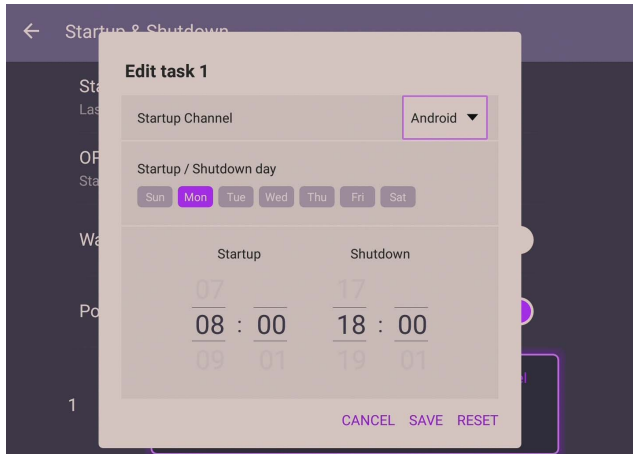 Startup & Shutdown
Edit task 1
Startup Channel
Android
Startup / Shutdown day
Sun Mon Tue Wed Thu Fri Sat
Startup Shutdown
07 17
08 : 00 18 : 00
09 01 19 01
1
CANCEL SAVE RESET